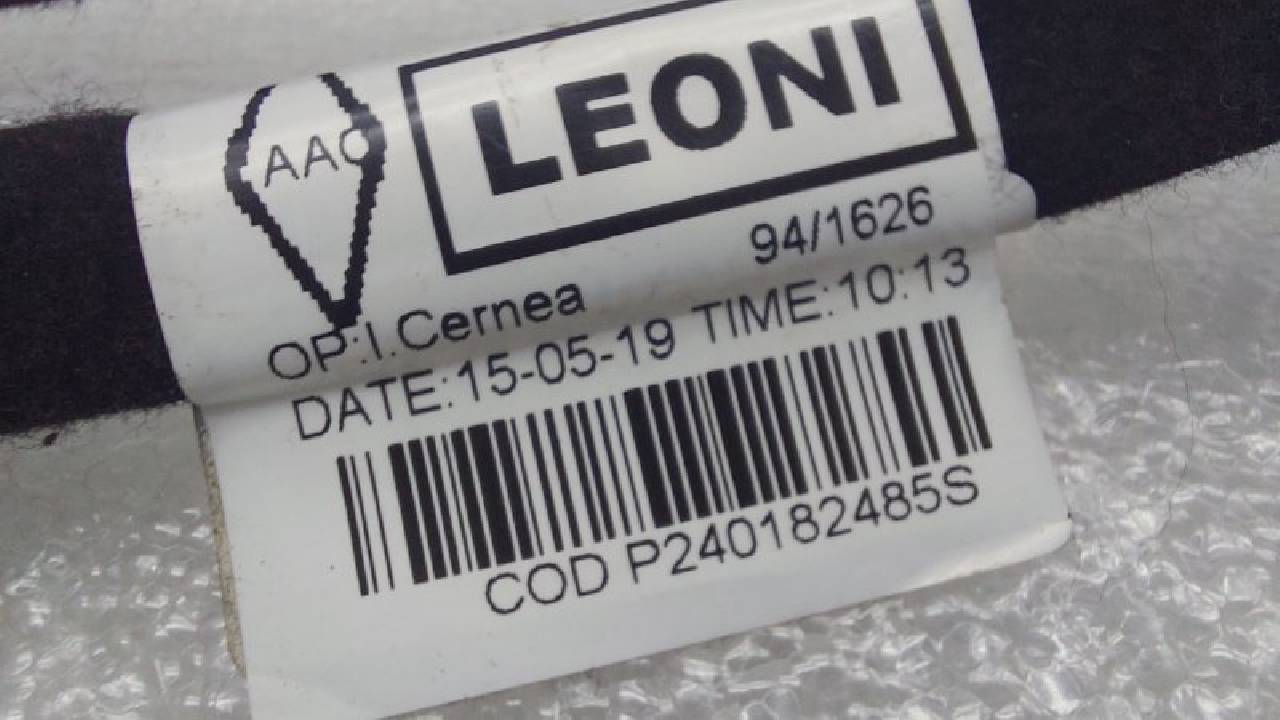 LEONI
AAC
94/1626
OP:I.Cernea
DATE:15-05-19 TIME:10:13
COD P240182485S